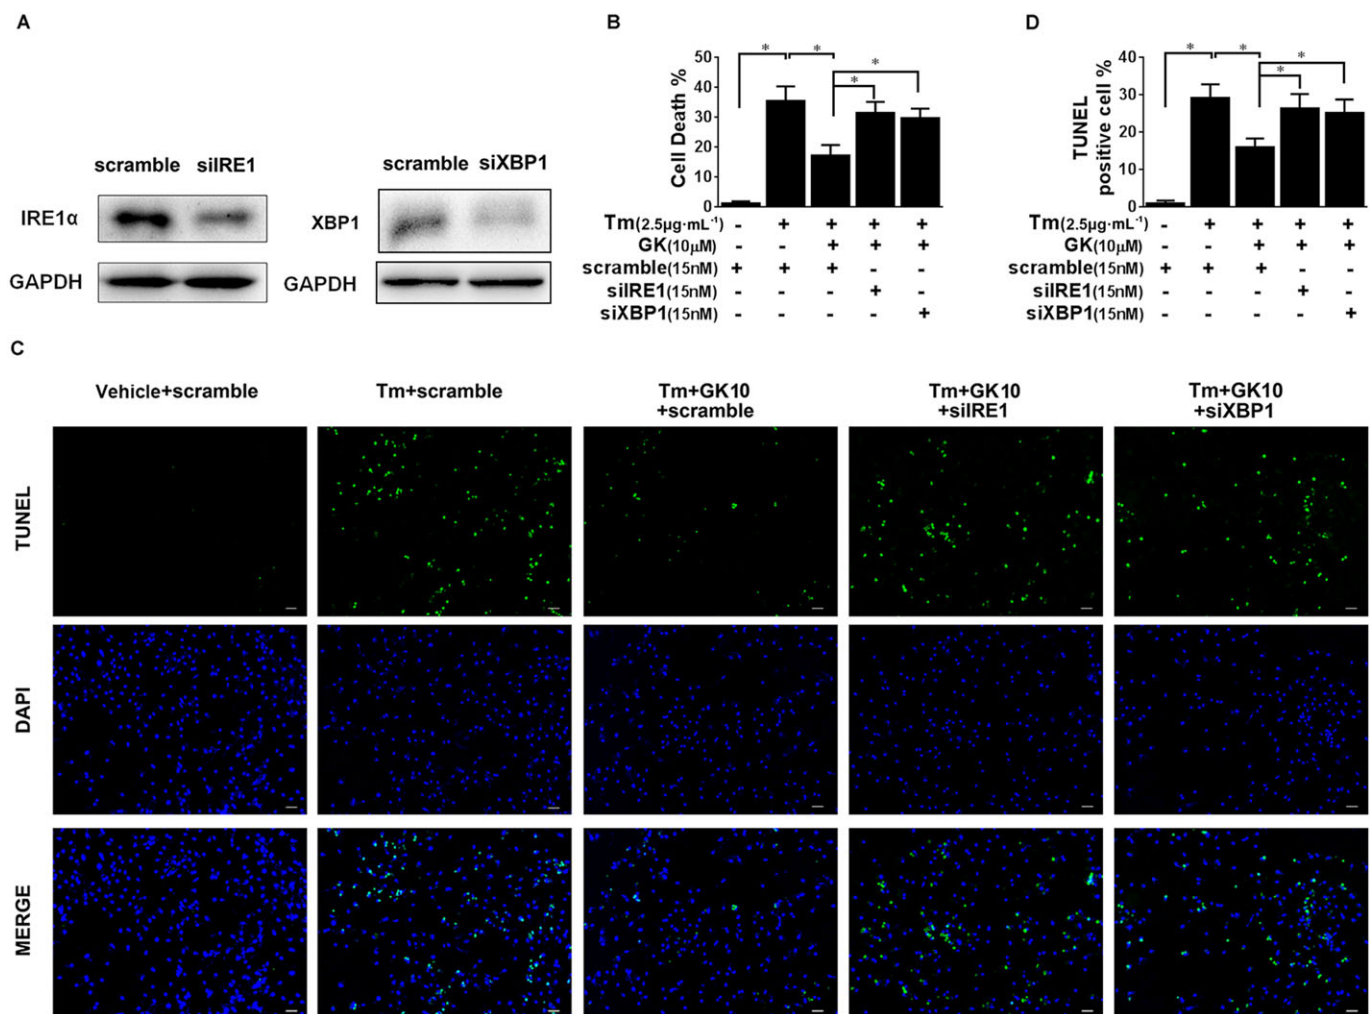 A
scramble siIRE1
IRE1α
GAPDH
scramble siXBP1
XBP1
GAPDH
B
Cell Death %
50
40
30
20
10
0
* * * *
Tm(2.5µg·mL⁻¹) - + + + +
GK(10µM) - - + + +
scramble(15nM) + + + - -
siIRE1(15nM) - - - + -
siXBP1(15nM) - - - - +
D
TUNEL
positive cell %
40
30
20
10
0
* * * *
Tm(2.5µg·mL⁻¹) - + + + +
GK(10µM) - - + + +
scramble(15nM) + + + - -
siIRE1(15nM) - - - + -
siXBP1(15nM) - - - - +
C
Vehicle+scramble
Tm+scramble
Tm+GK10
+scramble
Tm+GK10
+siIRE1
Tm+GK10
+siXBP1
TUNEL
DAPI
MERGE